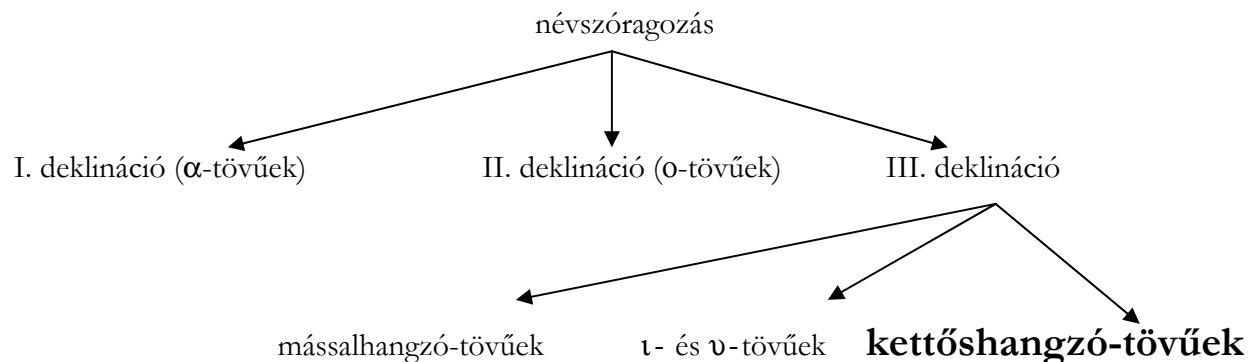 névszóragozás
I. deklináció (α-tövűek) II. deklináció (ο-tövűek) III. deklináció
mássalhangzó-tövűek ι- és υ-tövűek kettőshangzó-tövűek